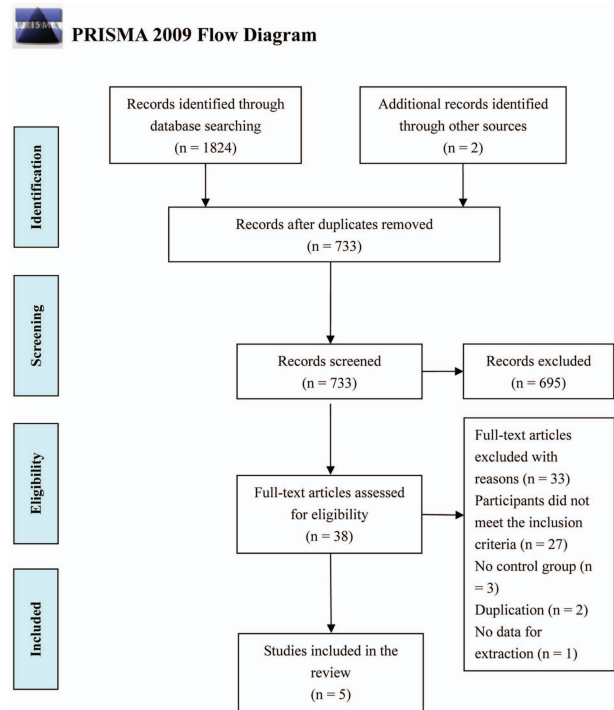 PRISMA
PRISMA 2009 Flow Diagram
Identification
Records identified through
database searching
(n = 1824)
Additional records identified
through other sources
(n = 2)
Records after duplicates removed
(n = 733)
Screening
Records screened
(n = 733)
Records excluded
(n = 695)
Eligibility
Full-text articles assessed
for eligibility
(n = 38)
Full-text articles
excluded with
reasons (n = 33)
Participants did not
meet the inclusion
criteria (n = 27)
No control group (n
= 3)
Duplication (n = 2)
No data for
extraction (n = 1)
Included
Studies included in the
review
(n = 5)